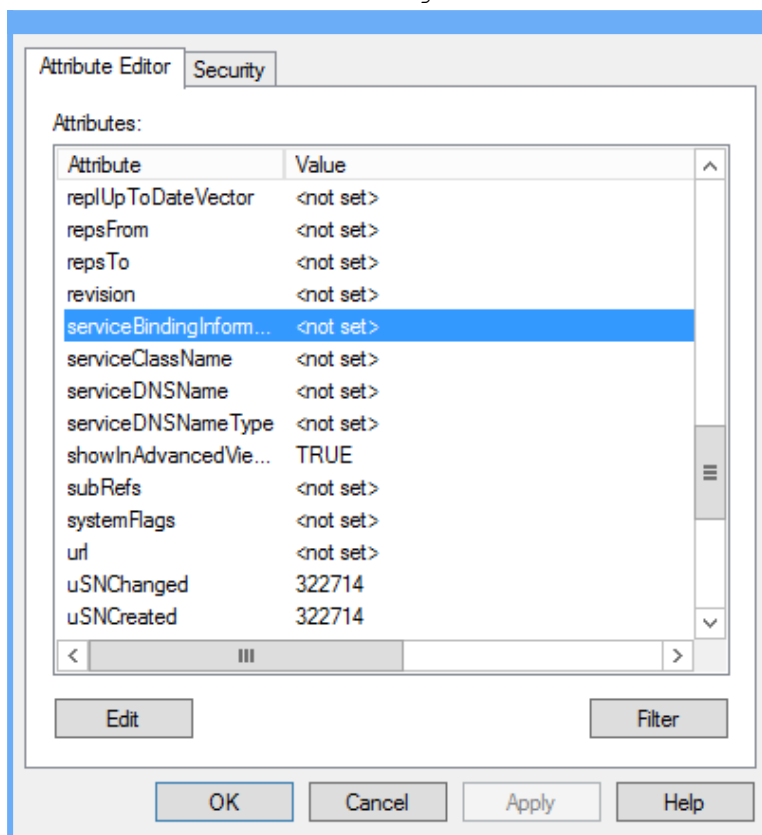 Attribute Editor Security
Attributes:
Attribute Value
replUpToDateVector <not set>
repsFrom <not set>
repsTo <not set>
revision <not set>
serviceBindingInform... <not set>
serviceClassName <not set>
serviceDNSName <not set>
serviceDNSNameType <not set>
showInAdvancedVie... TRUE
subRefs <not set>
systemFlags <not set>
url <not set>
uSNChanged 322714
uSNCreated 322714
Edit Filter
OK Cancel Apply Help